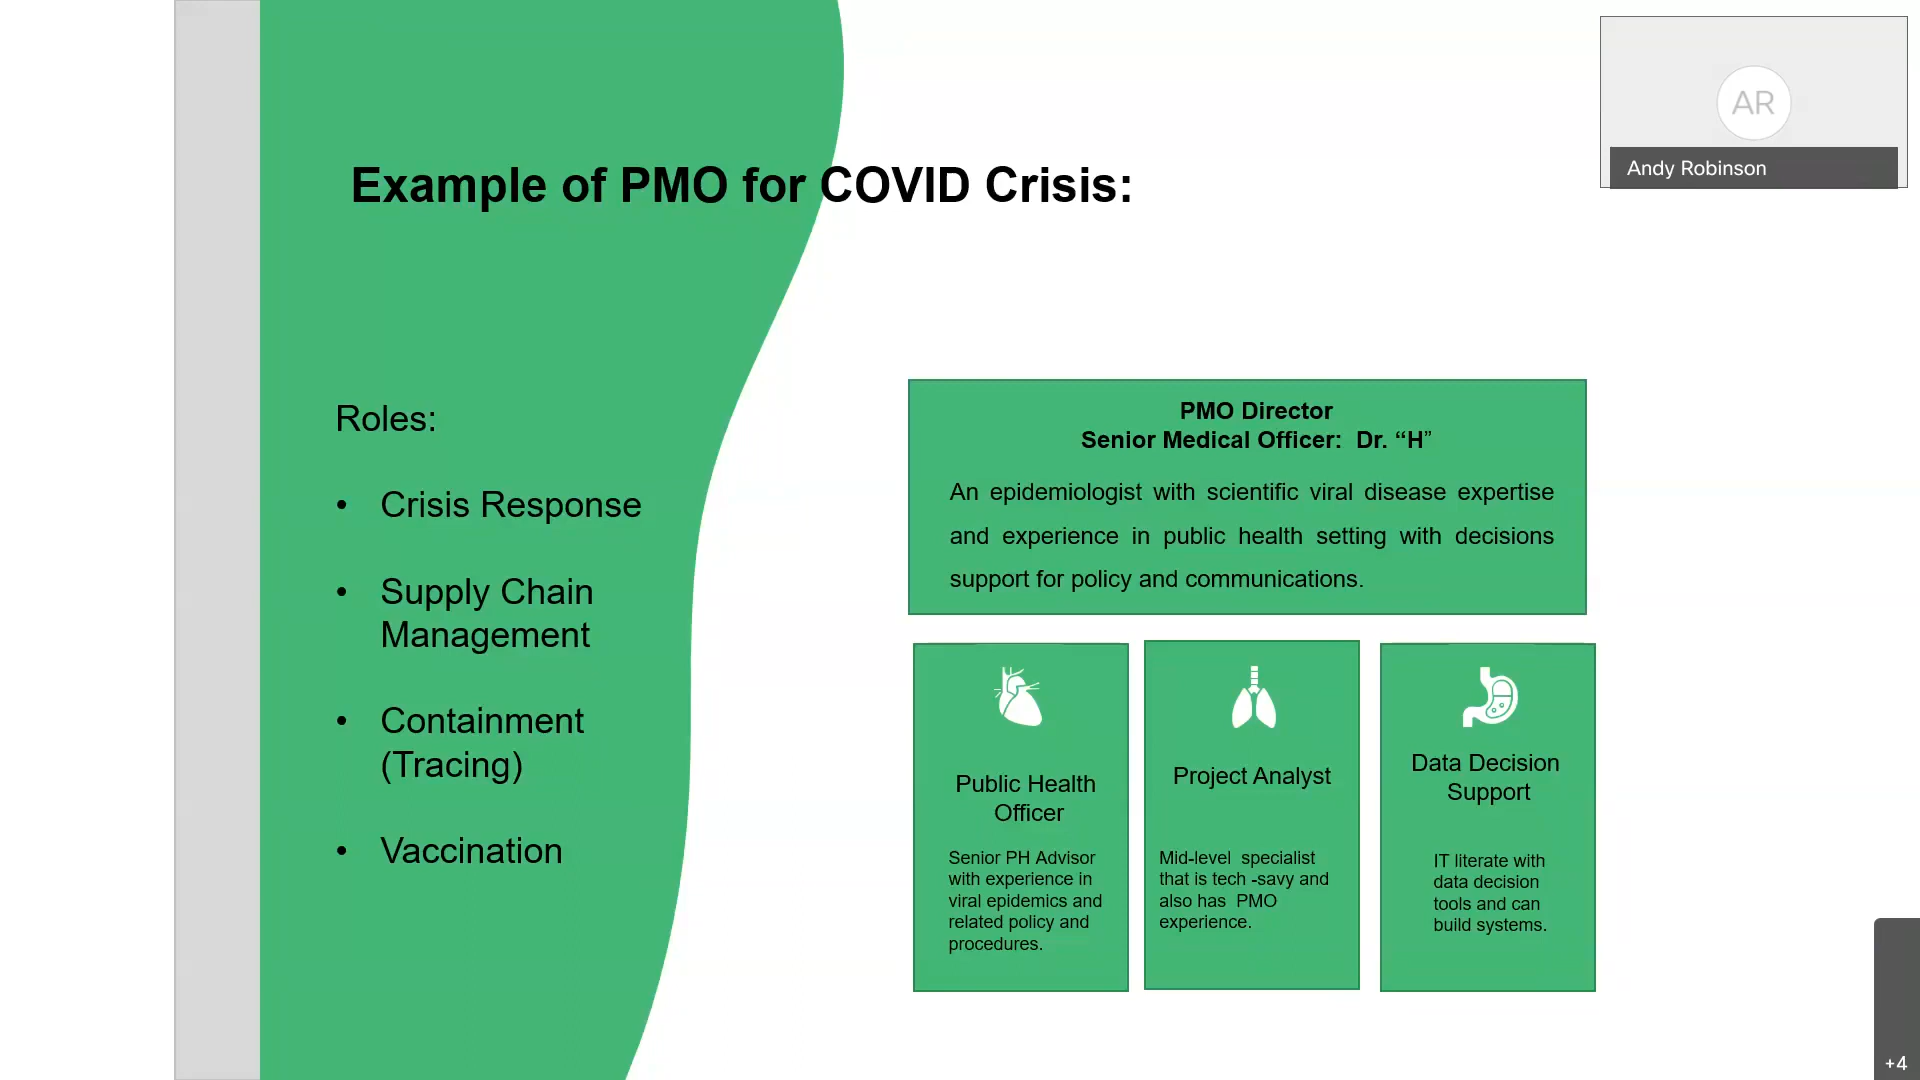 AR
Andy Robinson
Example of PMO for COVID Crisis:
Roles:
• Crisis Response
• Supply Chain
Management
• Containment
(Tracing)
• Vaccination
PMO Director
Senior Medical Officer:  Dr. “H”
An epidemiologist with scientific viral disease expertise
and experience in public health setting with decisions
support for policy and communications.
Public Health
Officer
Senior PH Advisor
with experience in
viral epidemics and
related policy and
procedures.
Project Analyst
Mid-level  specialist
that is tech -savy and
also has  PMO
experience.
Data Decision
Support
IT literate with
data decision
tools and can
build systems.
+4